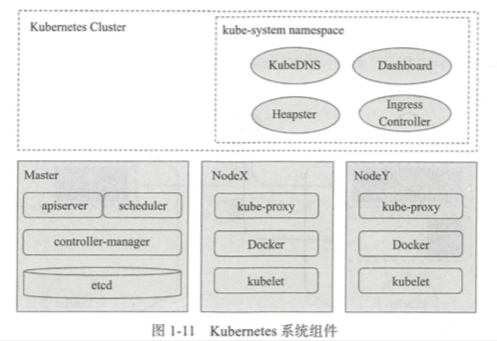 Kubernetes Cluster
kube-system namespace
KubeDNS
Dashboard
Heapster
Ingress
Controller
Master
apiserver
scheduler
controller-manager
etcd
NodeX
kube-proxy
Docker
kubelet
NodeY
kube-proxy
Docker
kubelet
图 1-11 Kubernetes 系统组件